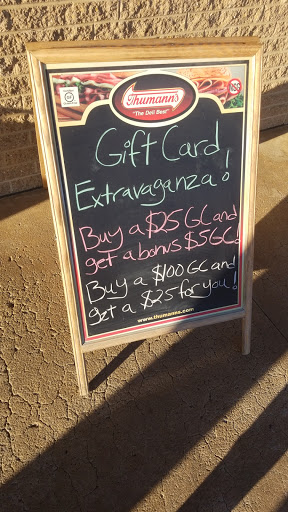 Thumann's
"The Deli Best"
Gift Card
Extravaganza!
Buy a $25 GC and
get a bonus $5 GC!
Buy a $100 GC and
get a $25 for you!
www.thumanns.com